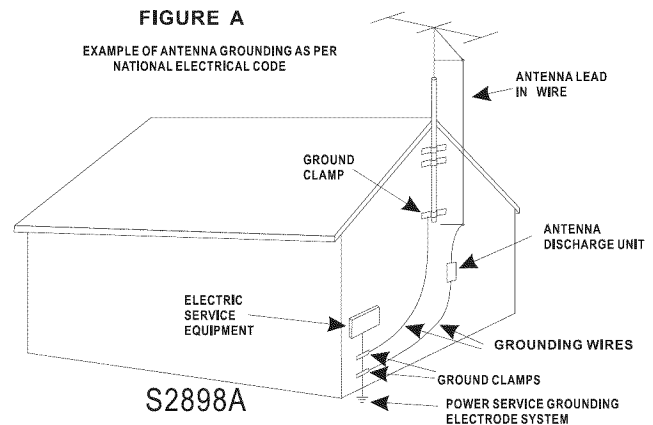 FIGURE A
EXAMPLE OF ANTENNA GROUNDING AS PER
NATIONAL ELECTRICAL CODE
ANTENNA LEAD
IN WIRE
GROUND
CLAMP
ANTENNA
DISCHARGE UNIT
ELECTRIC
SERVICE
EQUIPMENT
GROUNDING WIRES
GROUND CLAMPS
S2898A
POWER SERVICE GROUNDING
ELECTRODE SYSTEM